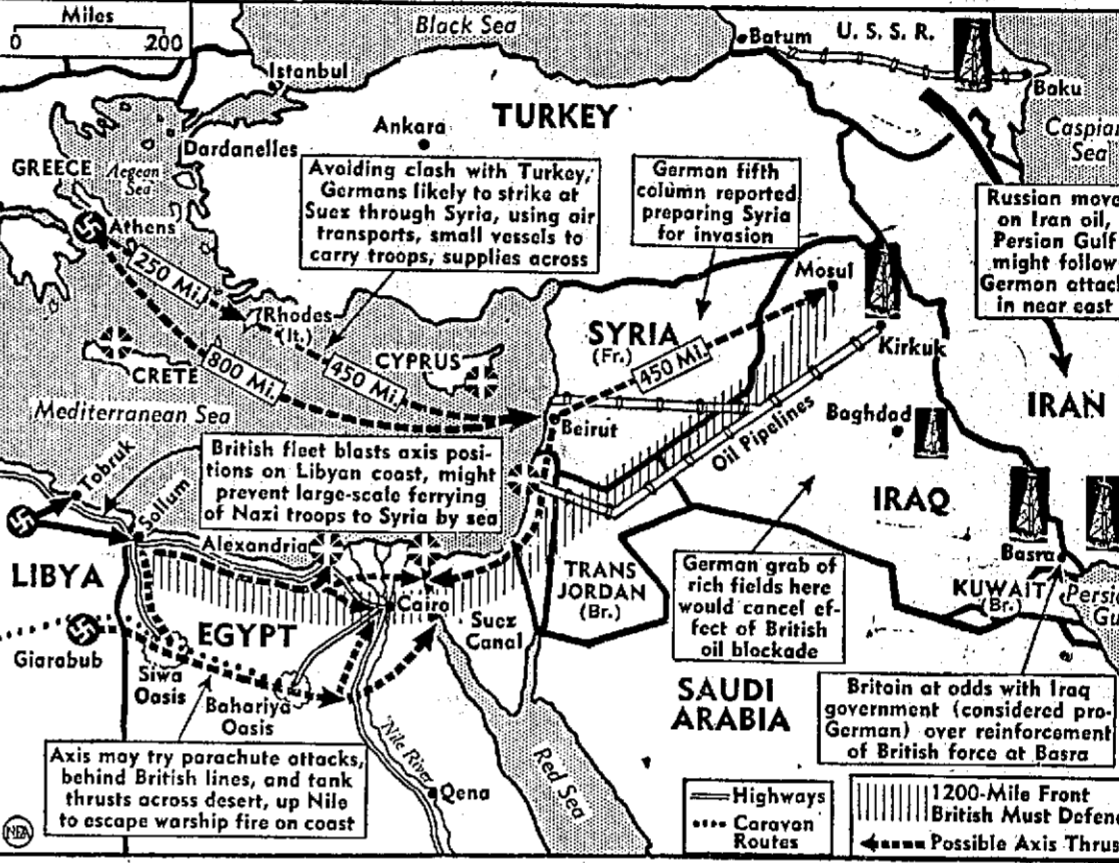 Miles
0 200
Black Sea
Batum
U. S. S. R.
Baku
Caspian
Sea
Istanbul
TURKEY
Ankara
Dardanelles
GREECE
Aegean
Sea
Athens
Avoiding clash with Turkey,
Germans likely to strike at
Suez through Syria, using air
transports, small vessels to
carry troops, supplies across
German fifth
column reported
preparing Syria
for invasion
Russian move
on Iran oil,
Persian Gulf
might follow
German attack
in near east
250 Mi.
Rhodes
(It.)
CRETE
800 Mi.
450 Mi.
CYPRUS
SYRIA
(Fr.)
Mosul
450 Mi.
Kirkuk
Mediterranean Sea
Beirut
Oil Pipelines
Baghdad
IRAN
IRAQ
Tobruk
Sollum
British fleet blasts axis posi-
tions on Libyan coast, might
prevent large-scale ferrying
of Nazi troops to Syria by sea
Alexandria
LIBYA
Cairo
Suez
Canal
TRANS
JORDAN
(Br.)
German grab of
rich fields here
would cancel ef-
fect of British
oil blockade
Basra
KUWAIT
(Br.)
Persi
Gu
EGYPT
Giarabub
Siwa
Oasis
Bahariya
Oasis
SAUDI
ARABIA
Britain at odds with Iraq
government (considered pro-
German) over reinforcement
of British force at Basra
Axis may try parachute attacks,
behind British lines, and tank
thrusts across desert, up Nile
to escape warship fire on coast
Nile River
Qena
Red Sea
NEA
Highways
Caravan
Routes
1200-Mile Front
British Must Defend
Possible Axis Thru